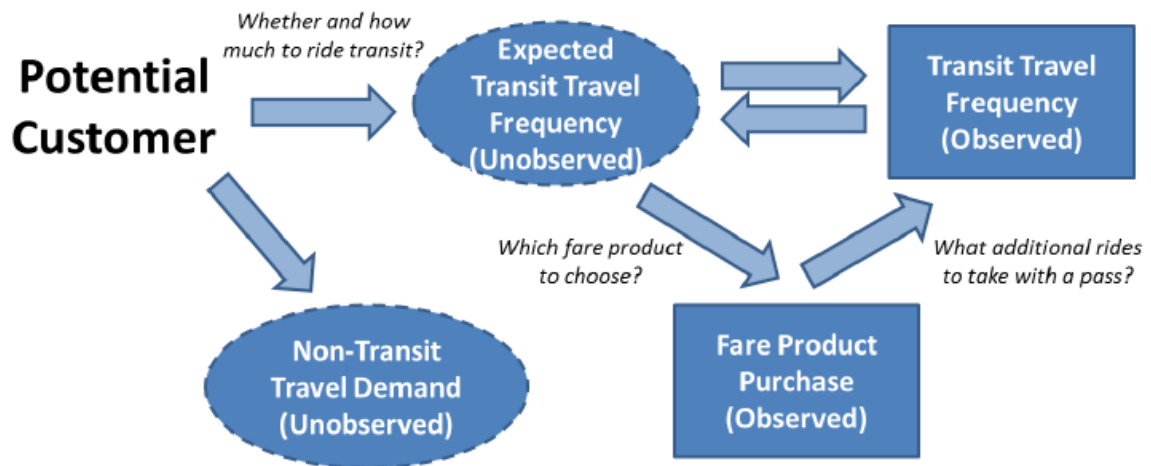 Whether and how
much to ride transit?
Potential
Customer
Expected
Transit Travel
Frequency
(Unobserved)
Transit Travel
Frequency
(Observed)
Which fare product
to choose?
What additional rides
to take with a pass?
Non-Transit
Travel Demand
(Unobserved)
Fare Product
Purchase
(Observed)